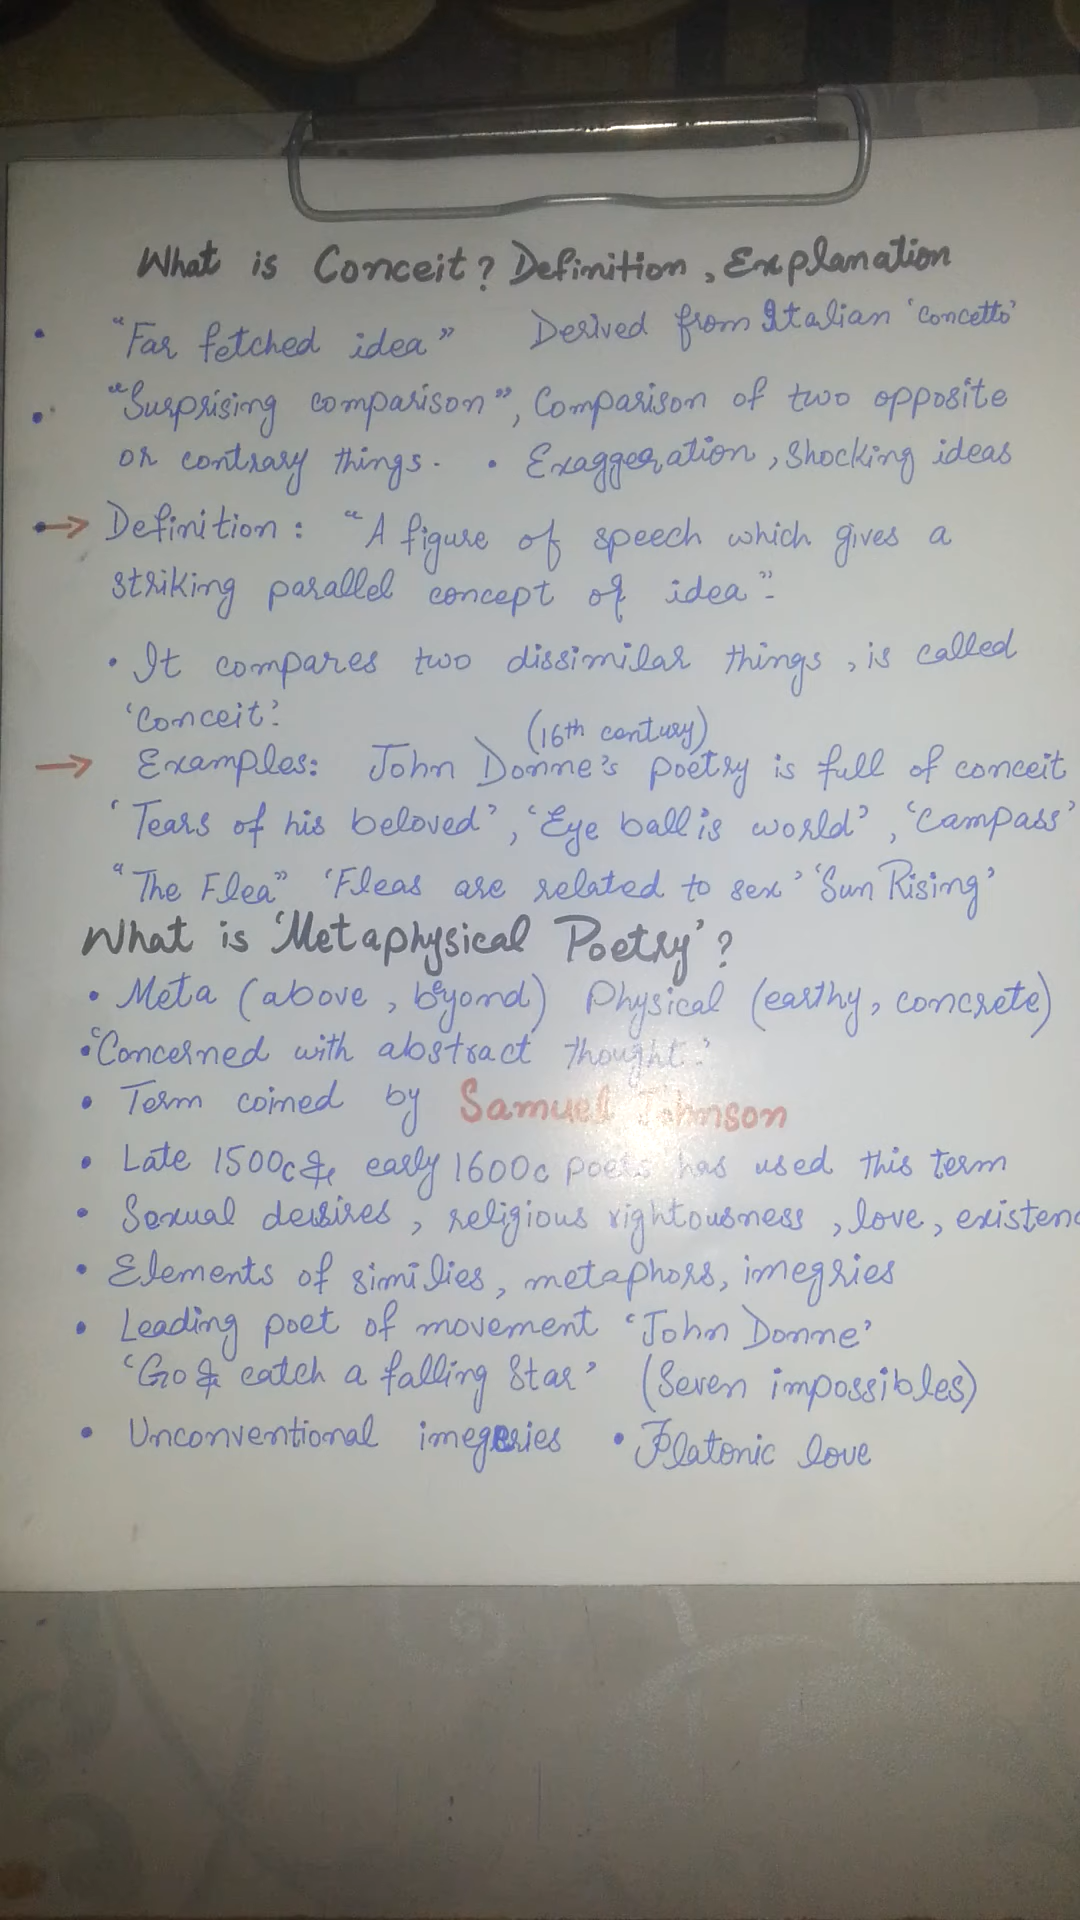 What is Conceit? Definition, Explanation
• "Far fetched idea" Derived from Italian 'concetto'
• "Surprising comparison", Comparison of two opposite
or contrary things. • Exaggeration, Shocking ideas
→ Definition: "A figure of speech which gives a
striking parallel concept of idea".
• It compares two dissimilar things, is called
'Conceit'.
(16th century)
→ Examples: John Donne's poetry is full of conceit
'Tears of his beloved', 'Eye ball is world', 'Campass'
"The Flea" 'Fleas are related to sex' 'Sun Rising'
What is 'Metaphysical Poetry'?
• Meta (above, beyond) Physical (earthy, concrete)
• 'Concerned with abstract thought.'
• Term coined by Samuel Johnson
• Late 1500c & early 1600c poets has used this term
• Sexual desires, religious rightousness, love, existenc
• Elements of similies, metaphors, imegries
• Leading poet of movement 'John Donne'
'Go & catch a falling Star' (Seven impossibles)
• Unconventional imegeries • Platonic love